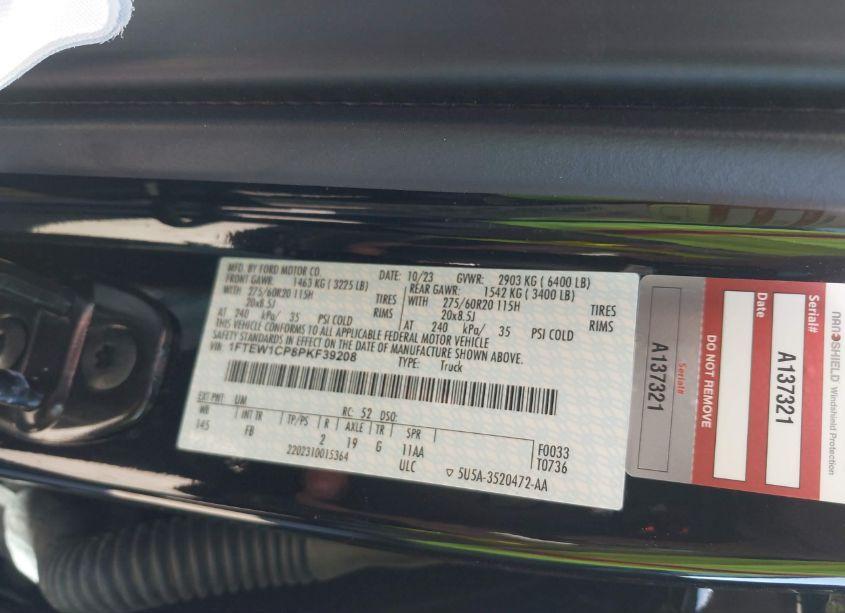 MFD. BY FORD MOTOR CO.
DATE: 10/23
GVWR: 2903 KG ( 6400 LB)
FRONT GAWR: 1463 KG ( 3225 LB)
REAR GAWR: 1542 KG ( 3400 LB)
WITH 275/60R20 115H TIRES
WITH 275/60R20 115H TIRES
20x8.5J RIMS
20x8.5J RIMS
AT 240 kPa/ 35 PSI COLD
AT 240 kPa/ 35 PSI COLD
THIS VEHICLE CONFORMS TO ALL APPLICABLE FEDERAL MOTOR VEHICLE
SAFETY STANDARDS IN EFFECT ON THE DATE OF MANUFACTURE SHOWN ABOVE.
VIN: 1FTEW1CP8PKF39208
TYPE: Truck
EXT PNT: UM RC: 52 DSO:
WB INT TR TP/PS R AXLE TR SPR
145 FB 2 19 G 11AA F0033
2202310015364 ULC T0736
▽ 5U5A-3520472-AA
Serial#
A137321
DO NOT REMOVE
Date
Serial#
A137321
NANOSHIELD
Windshield Protection